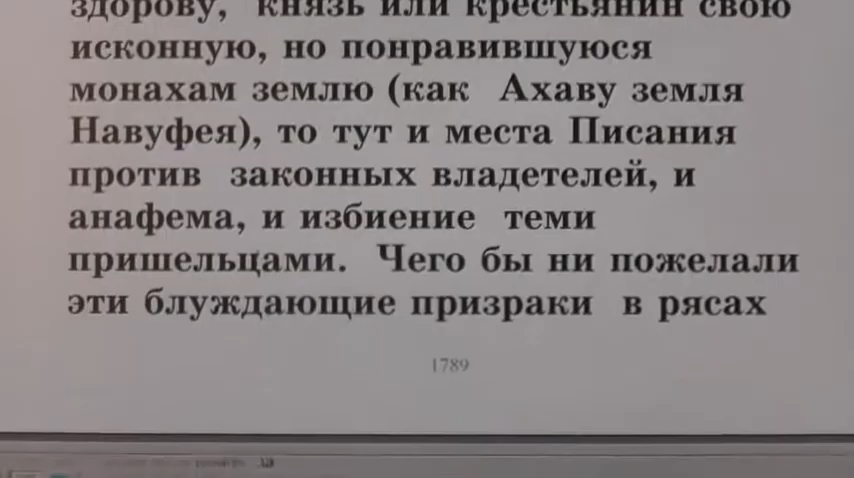 здорову, князь или крестьянин свою
исконную, но понравившуюся
монахам землю (как Ахаву земля
Навуфея), то тут и места Писания
против законных владетелей, и
анафема, и избиение теми
пришельцами. Чего бы ни пожелали
эти блуждающие призраки в рясах
1789